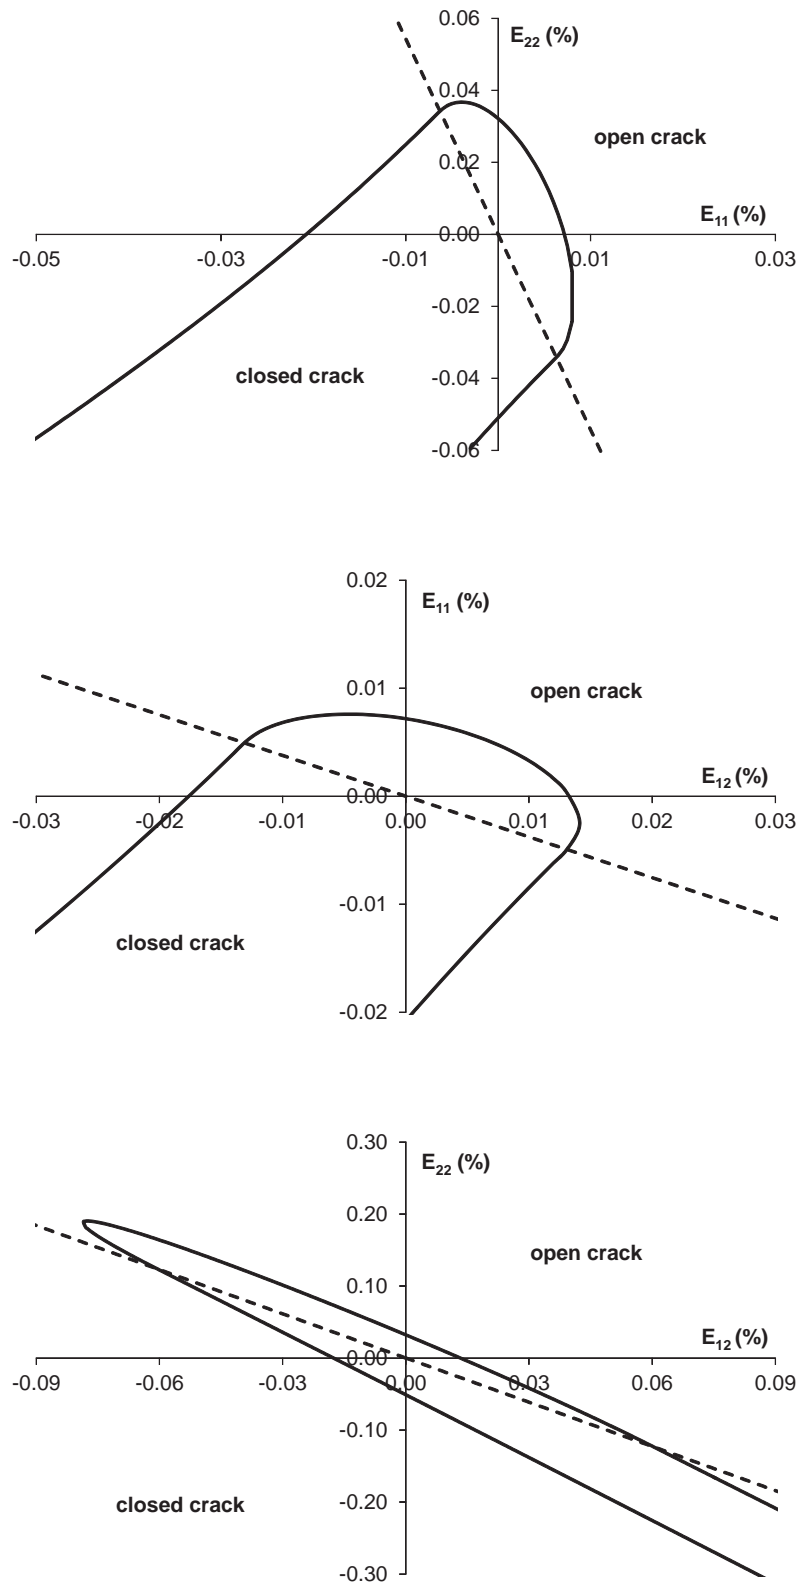 0.06
E22 (%)
0.04
open crack
0.02
E11 (%)
0.00
-0.05 -0.03 -0.01 0.01 0.03
-0.02
closed crack
-0.04
-0.06
0.02
E11 (%)
0.01
open crack
E12 (%)
0.00
-0.03 -0.02 -0.01 0.00 0.01 0.02 0.03
-0.01
closed crack
-0.02
0.30
E22 (%)
0.20
open crack
0.10
E12 (%)
0.00
-0.09 -0.06 -0.03 0.00 0.03 0.06 0.09
-0.10
-0.20
closed crack
-0.30